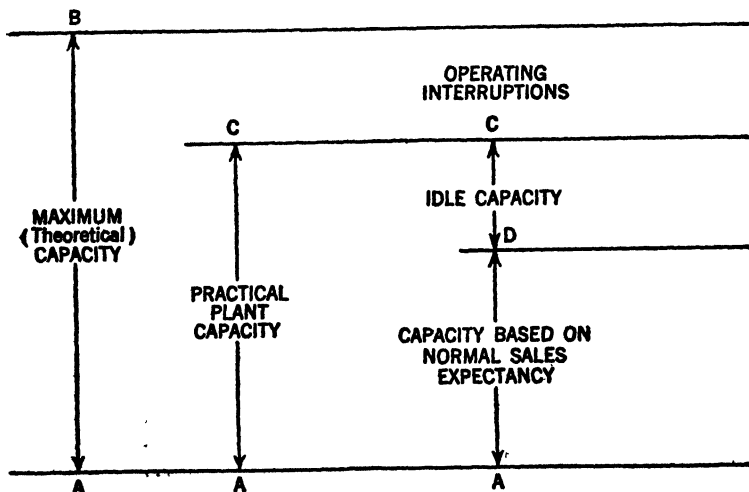 B
OPERATING
INTERRUPTIONS
C
C
IDLE CAPACITY
MAXIMUM
(Theoretical)
CAPACITY
D
PRACTICAL
PLANT
CAPACITY
CAPACITY BASED ON
NORMAL SALES
EXPECTANCY
A
A
A